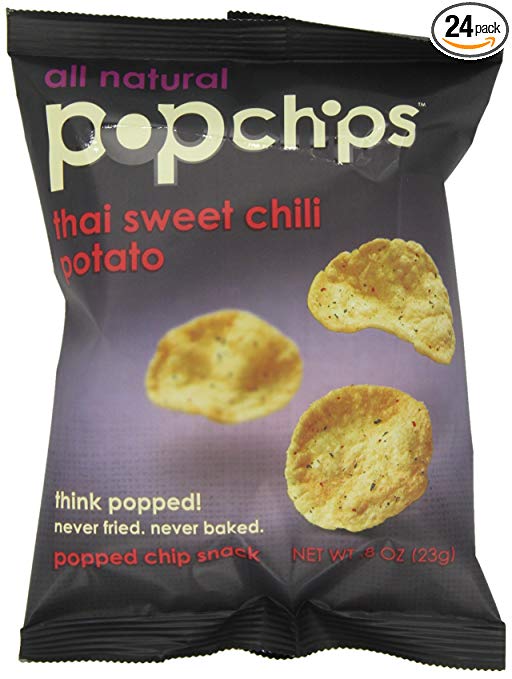 24 pack
all natural
popchips™
thai sweet chili
potato
think popped!
never fried. never baked.
popped chip snack NET WT .8 OZ (23g)